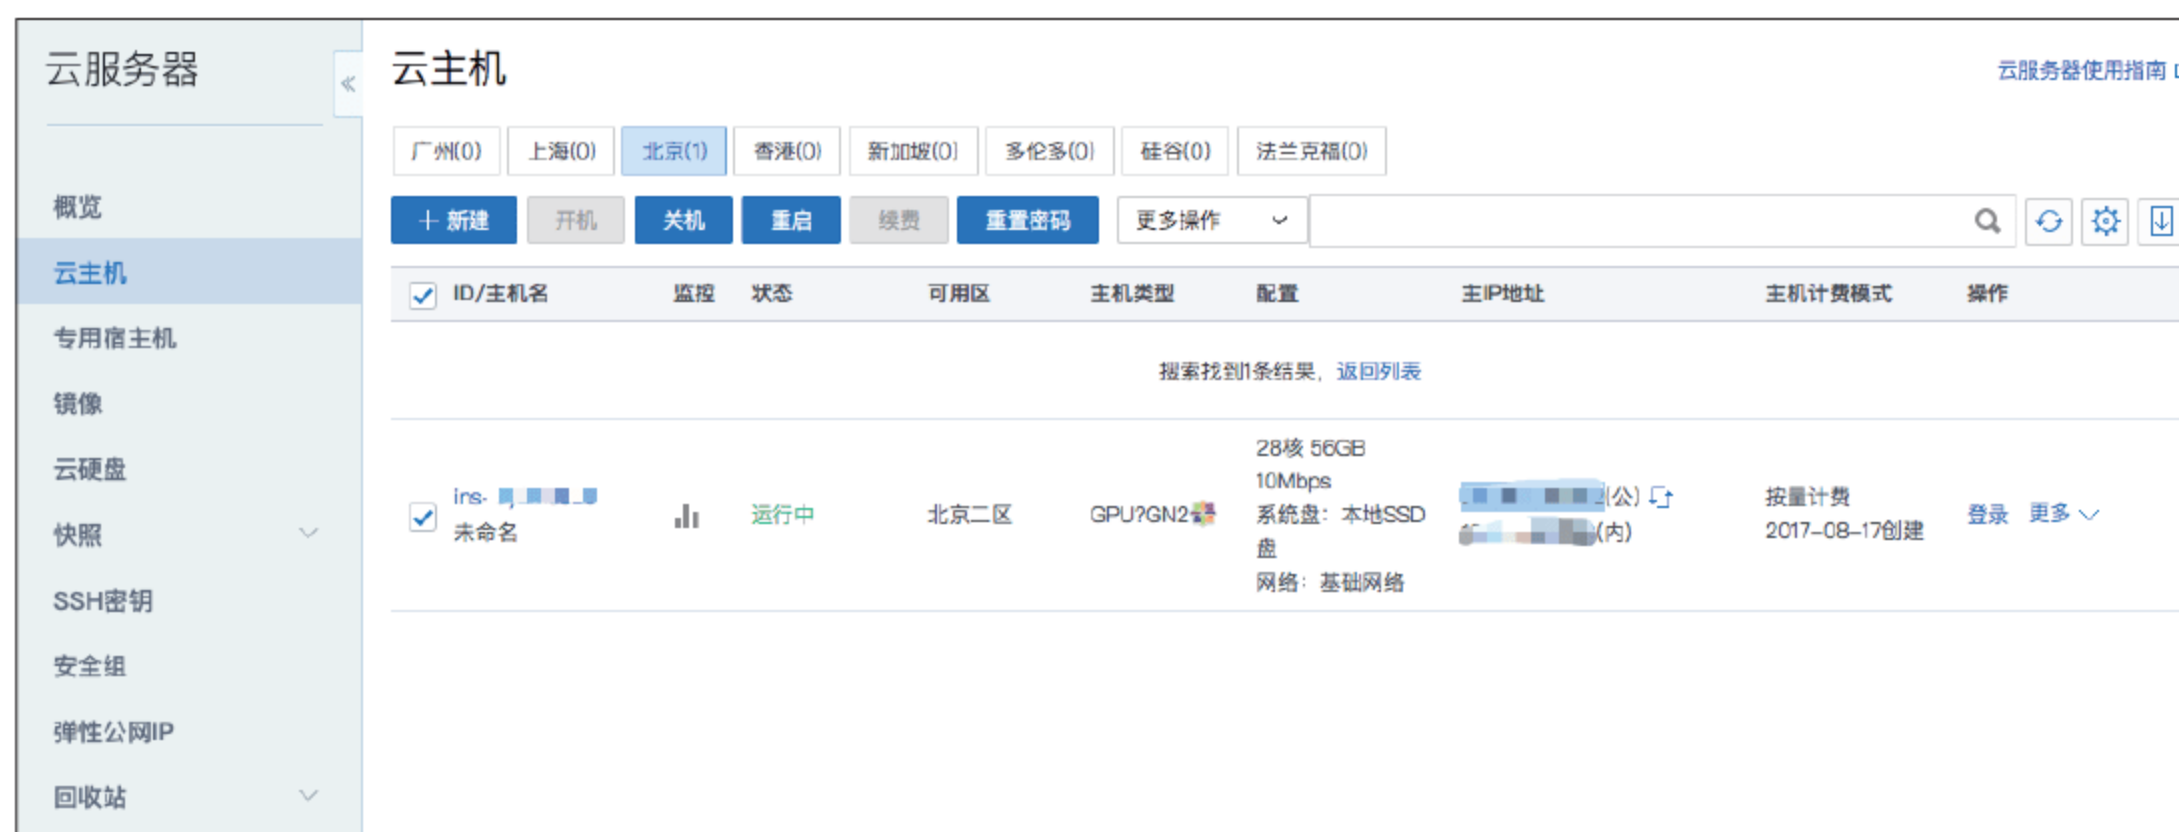 云服务器
云主机
云服务器使用指南
广州(0) 上海(0) 北京(1) 香港(0) 新加坡(0) 多伦多(0) 硅谷(0) 法兰克福(0)
+ 新建 开机 关机 重启 续费 重置密码 更多操作
ID/主机名 监控 状态 可用区 主机类型 配置 主IP地址 主机计费模式 操作
搜索找到1条结果，返回列表
ins-
未命名
运行中
北京二区
GPU?GN2
28核 56GB
10Mbps
系统盘：本地SSD
盘
网络：基础网络
(公)
(内)
按量计费
2017-08-17创建
登录 更多
概览
云主机
专用宿主机
镜像
云硬盘
快照
SSH密钥
安全组
弹性公网IP
回收站